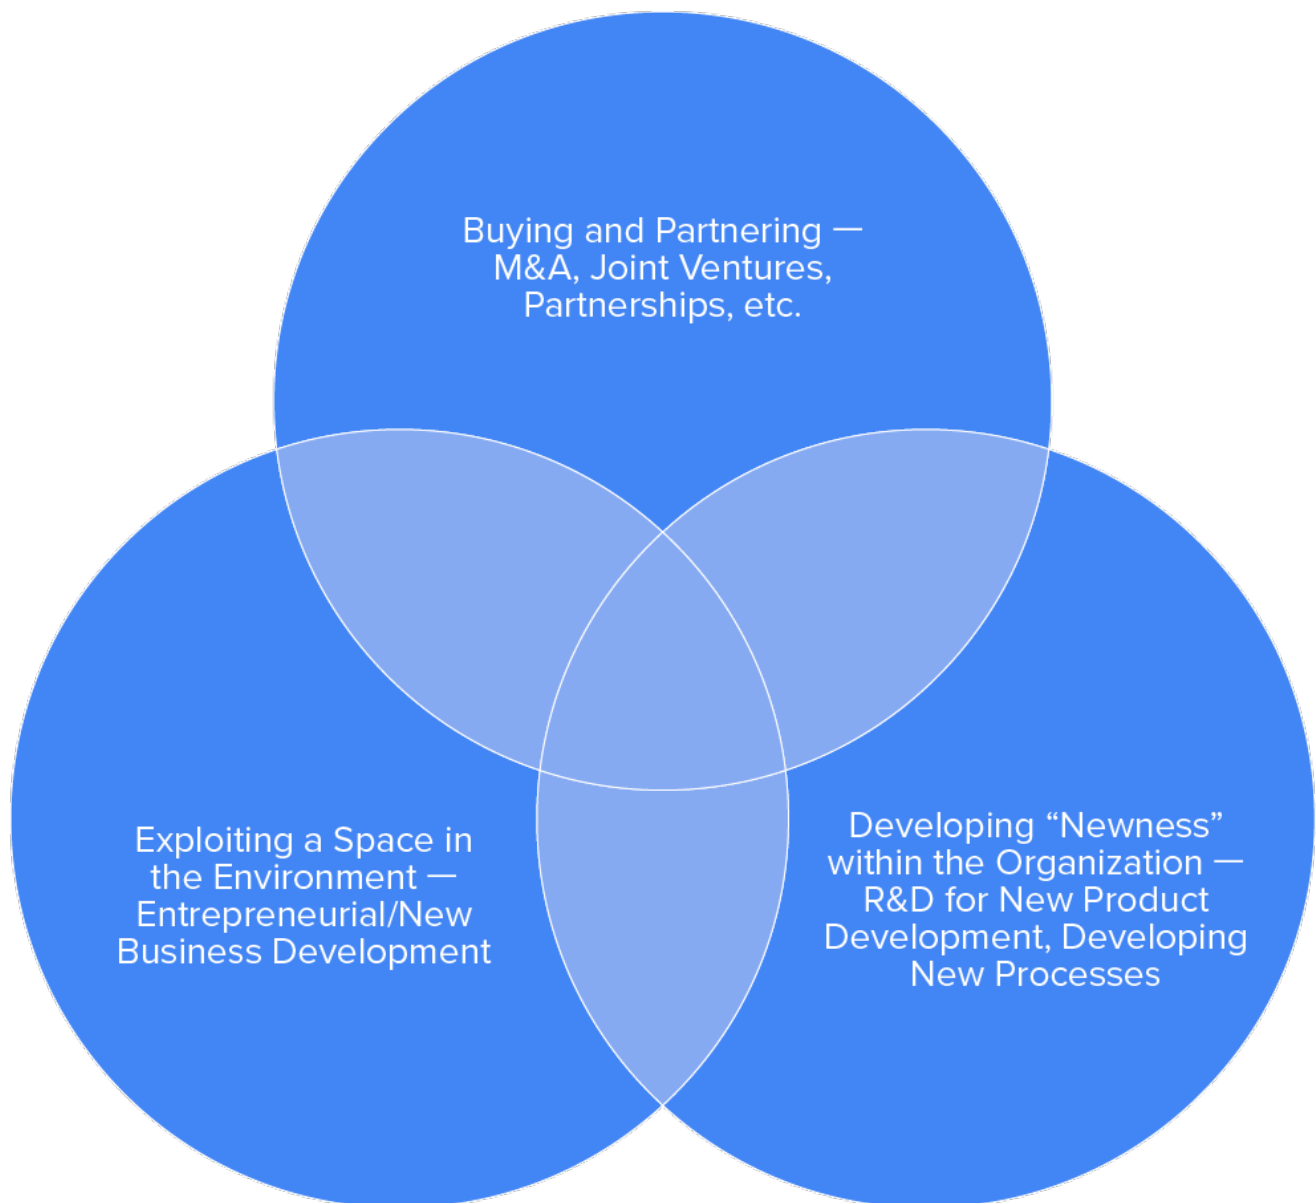 Buying and Partnering —
M&A, Joint Ventures,
Partnerships, etc.
Exploiting a Space in
the Environment —
Entrepreneurial/New
Business Development
Developing “Newness”
within the Organization —
R&D for New Product
Development, Developing
New Processes